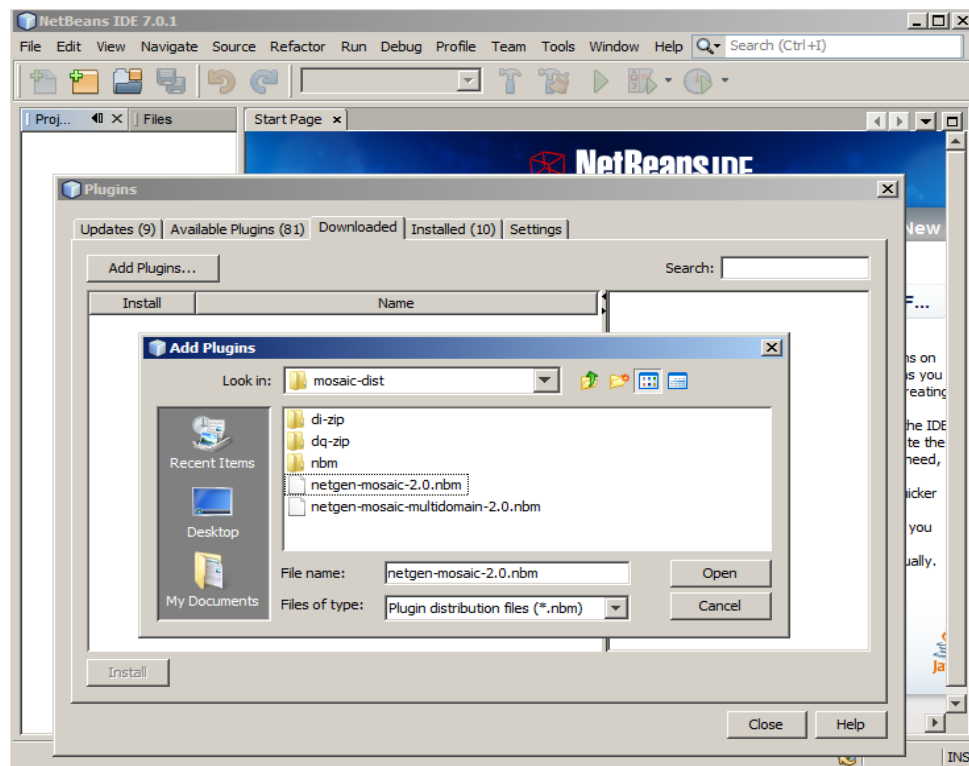 NetBeans IDE 7.0.1
File Edit View Navigate Source Refactor Run Debug Profile Team Tools Window Help Search (Ctrl+I)
Proj... Files Start Page
NetBeans IDE
Plugins
Updates (9) Available Plugins (81) Downloaded Installed (10) Settings
New
Add Plugins... Search:
Install Name
F...
Add Plugins
Look in: mosaic-dist
di-zip
dq-zip
nbm
netgen-mosaic-2.0.nbm
netgen-mosaic-multidomain-2.0.nbm
Recent Items
Desktop
My Documents
File name: netgen-mosaic-2.0.nbm Open
Files of type: Plugin distribution files (*.nbm) Cancel
ns on
ns you
reating
he IDE
te the
need,
icker
you
ually.
Ja
Install
Close Help
INS